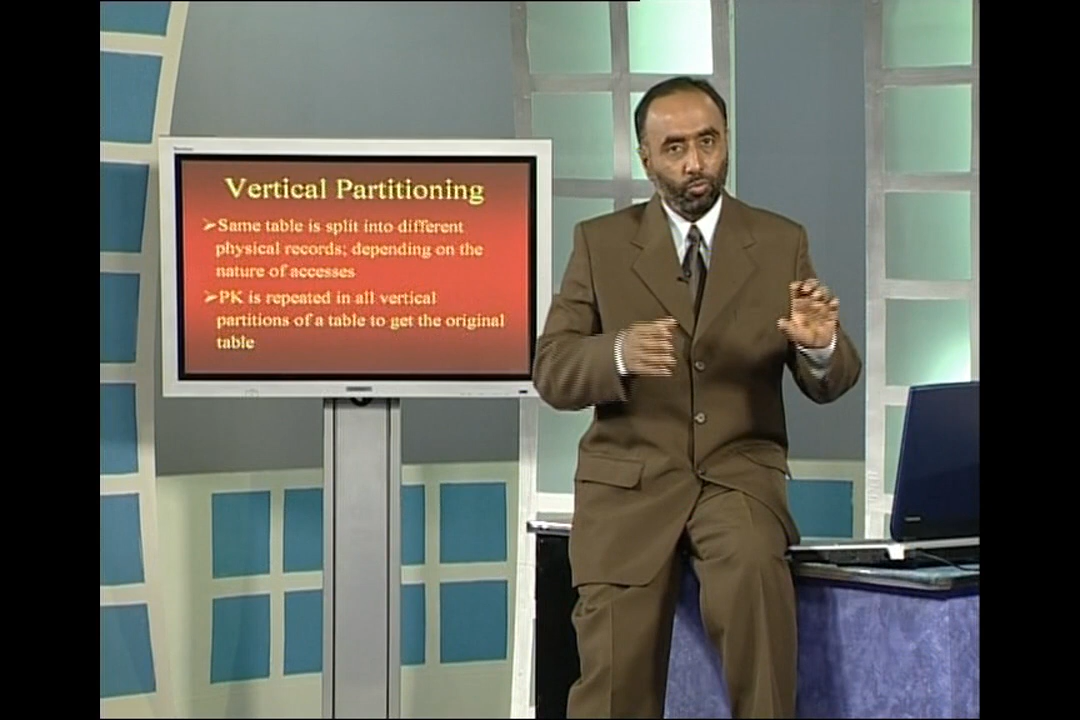 Vertical Partitioning
➢Same table is split into different
physical records; depending on the
nature of accesses
➢PK is repeated in all vertical
partitions of a table to get the original
table